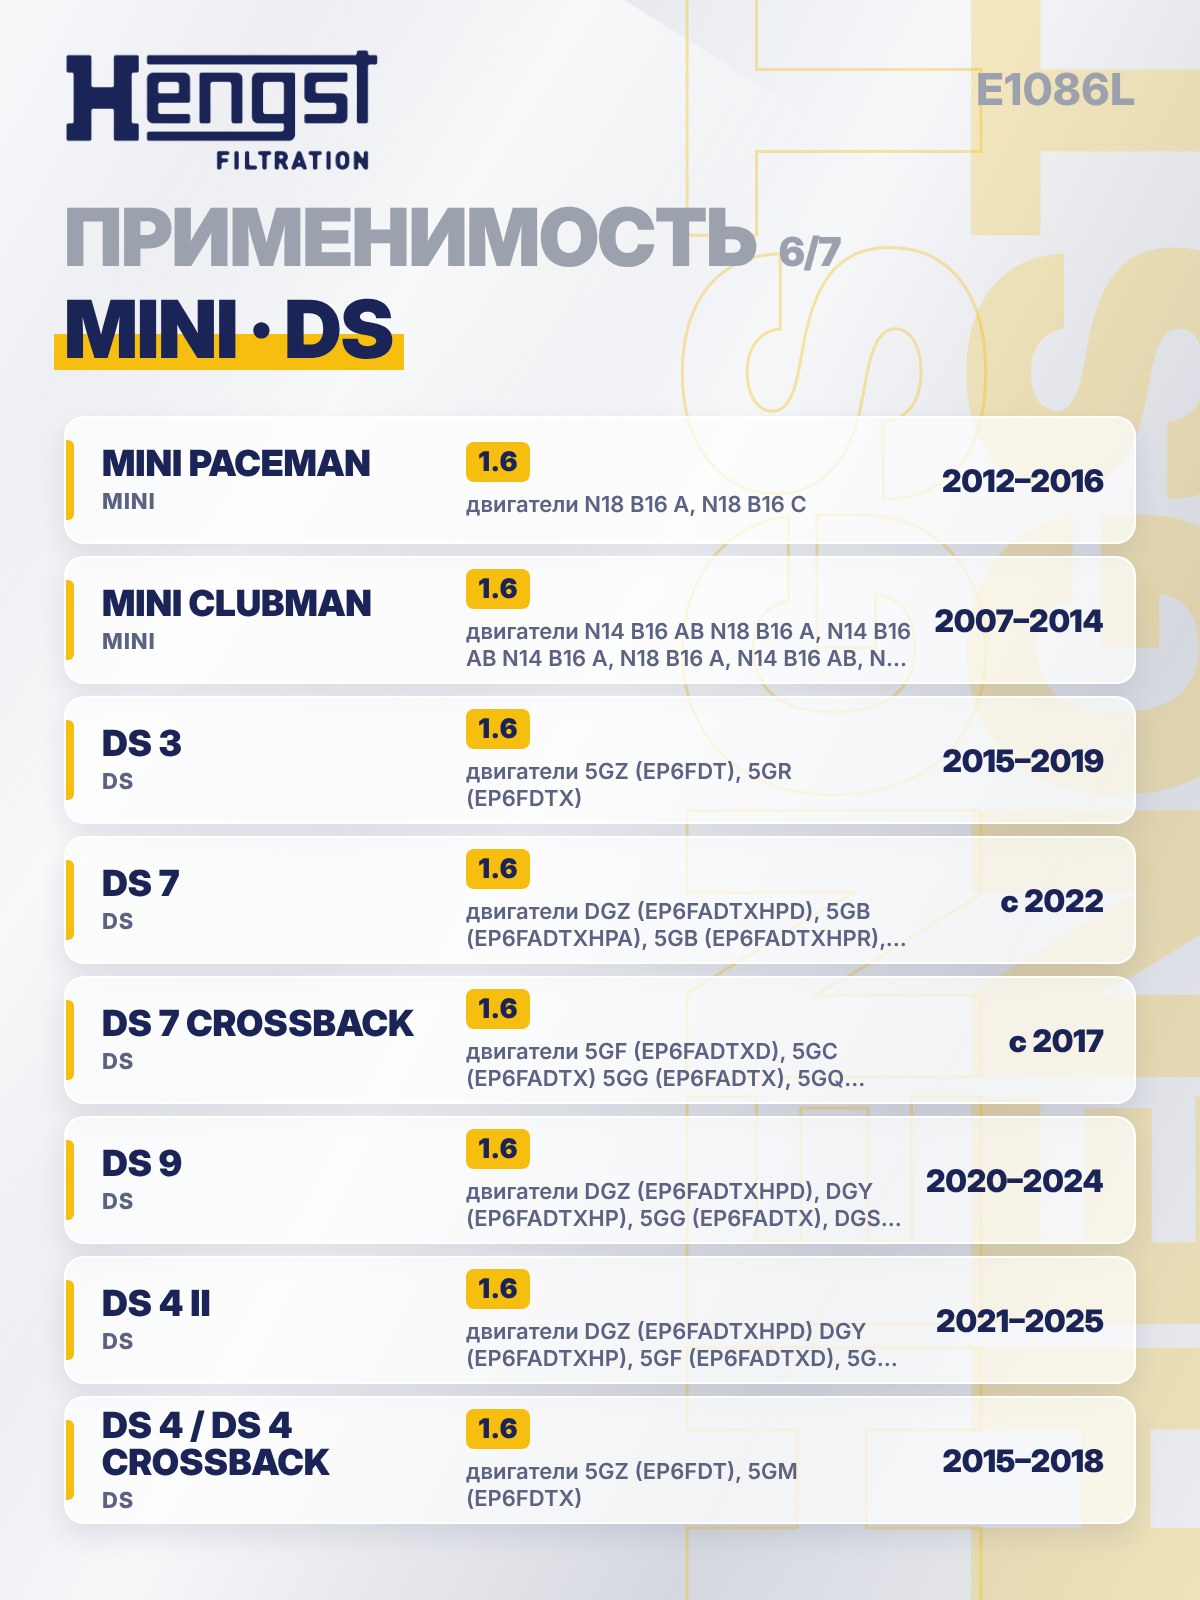 Hengst
FILTRATION
E1086L
ПРИМЕНИМОСТЬ 6/7
MINI · DS
MINI PACEMAN
MINI
1.6
двигатели N18 B16 A, N18 B16 C
2012–2016
MINI CLUBMAN
MINI
1.6
двигатели N14 B16 AB N18 B16 A, N14 B16
AB N14 B16 A, N18 B16 A, N14 B16 AB, N...
2007–2014
DS 3
DS
1.6
двигатели 5GZ (EP6FDT), 5GR
(EP6FDTX)
2015–2019
DS 7
DS
1.6
двигатели DGZ (EP6FADTXHPD), 5GB
(EP6FADTXHPA), 5GB (EP6FADTXHPR),...
с 2022
DS 7 CROSSBACK
DS
1.6
двигатели 5GF (EP6FADTXD), 5GC
(EP6FADTX) 5GG (EP6FADTX), 5GQ...
с 2017
DS 9
DS
1.6
двигатели DGZ (EP6FADTXHPD), DGY
(EP6FADTXHP), 5GG (EP6FADTX), DGS...
2020–2024
DS 4 II
DS
1.6
двигатели DGZ (EP6FADTXHPD) DGY
(EP6FADTXHP), 5GF (EP6FADTXD), 5G...
2021–2025
DS 4 / DS 4
CROSSBACK
DS
1.6
двигатели 5GZ (EP6FDT), 5GM
(EP6FDTX)
2015–2018
HENGST
HENGST